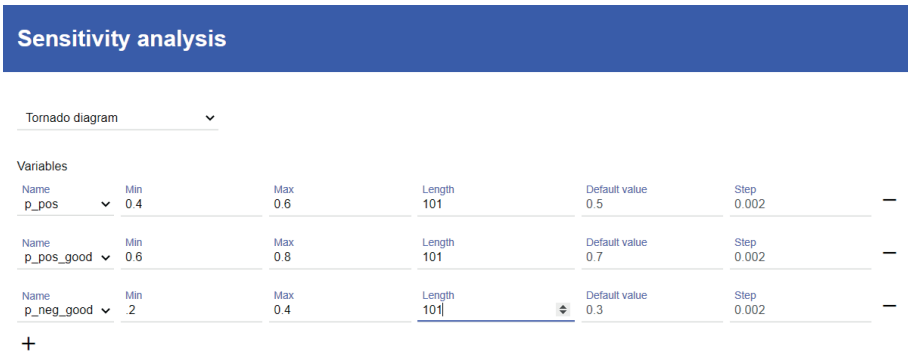 Sensitivity analysis
Tornado diagram
Variables
Name Min Max Length Default value Step
p_pos 0.4 0.6 101 0.5 0.002
Name Min Max Length Default value Step
p_pos_good 0.6 0.8 101 0.7 0.002
Name Min Max Length Default value Step
p_neg_good .2 0.4 101 0.3 0.002